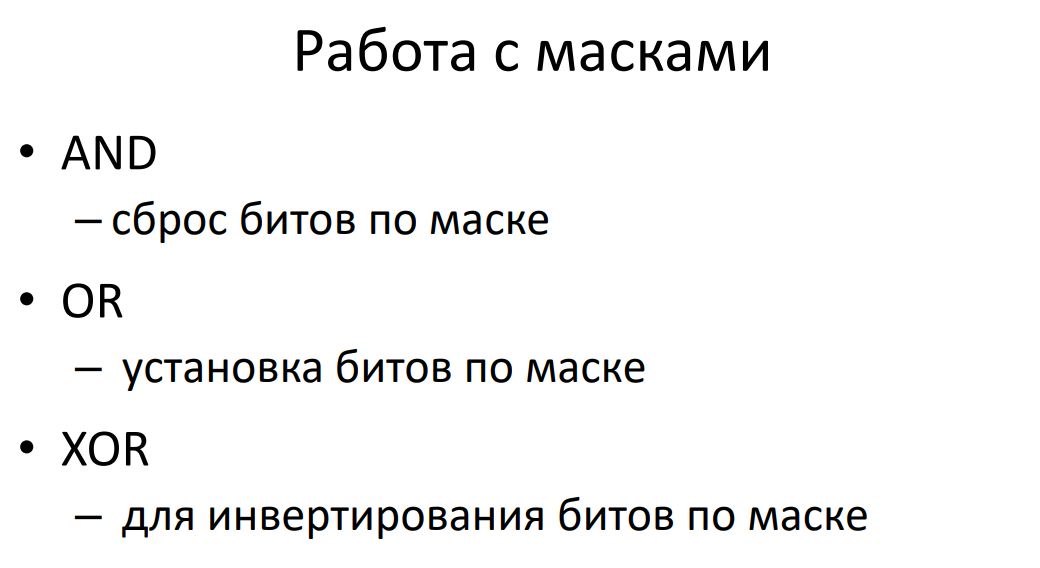 Работа с масками
• AND
– сброс битов по маске
• OR
– установка битов по маске
• XOR
– для инвертирования битов по маске